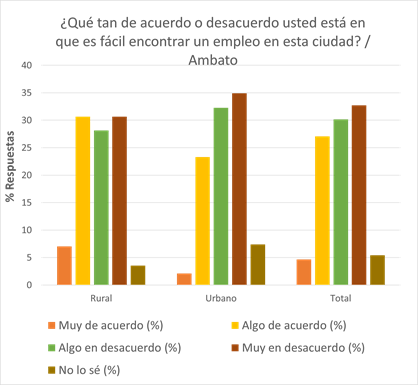 ¿Qué tan de acuerdo o desacuerdo usted está en
que es fácil encontrar un empleo en esta ciudad? /
Ambato
% Respuestas
40
35
30
25
20
15
10
5
0
Rural Urbano Total
Muy de acuerdo (%) Algo de acuerdo (%)
Algo en desacuerdo (%) Muy en desacuerdo (%)
No lo sé (%)